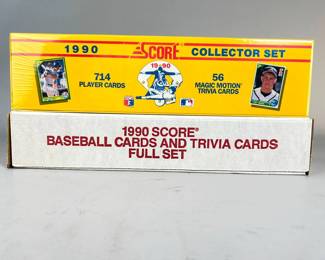 1990 SCORE COLLECTOR SET
1990
714
PLAYER CARDS
56
MAGIC MOTION
TRIVIA CARDS
1990 SCORE®
BASEBALL CARDS AND TRIVIA CARDS
FULL SET